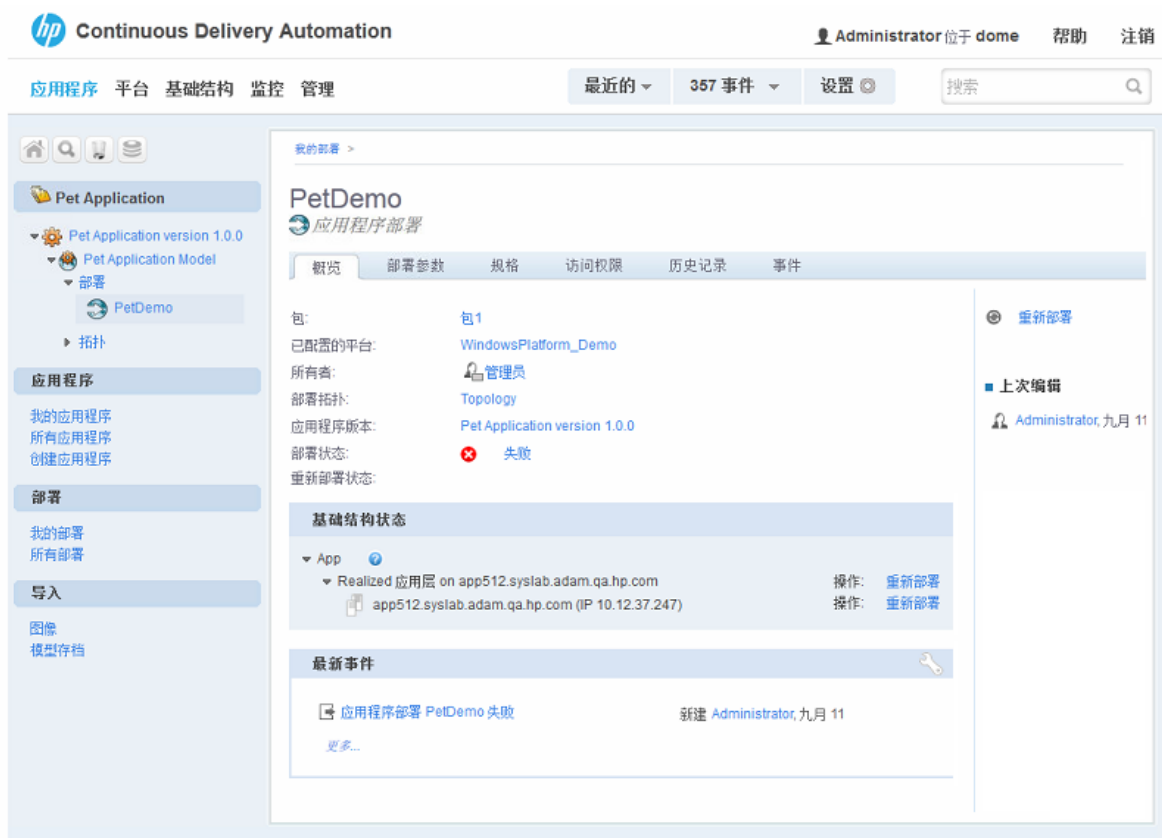 hp Continuous Delivery Automation
Administrator 位于 dome 帮助 注销
应用程序 平台 基础结构 监控 管理
最近的 357 事件 设置 搜索
我的部署 >
Pet Application
Pet Application version 1.0.0
Pet Application Model
部署
PetDemo
拓扑
应用程序
我的应用程序
所有应用程序
创建应用程序
部署
我的部署
所有部署
导入
图像
模型存档
PetDemo
应用程序部署
概览 部署参数 规格 访问权限 历史记录 事件
包: 包1
已配置的平台: WindowsPlatform_Demo
所有者: 管理员
部署拓扑: Topology
应用程序版本: Pet Application version 1.0.0
部署状态: 失败
重新部署状态:
基础结构状态
App ?
Realized 应用层 on app512.syslab.adam.qa.hp.com 操作: 重新部署
app512.syslab.adam.qa.hp.com (IP 10.12.37.247) 操作: 重新部署
最新事件
应用程序部署 PetDemo 失败 新建 Administrator, 九月 11
更多...
重新部署
上次编辑
Administrator, 九月 11